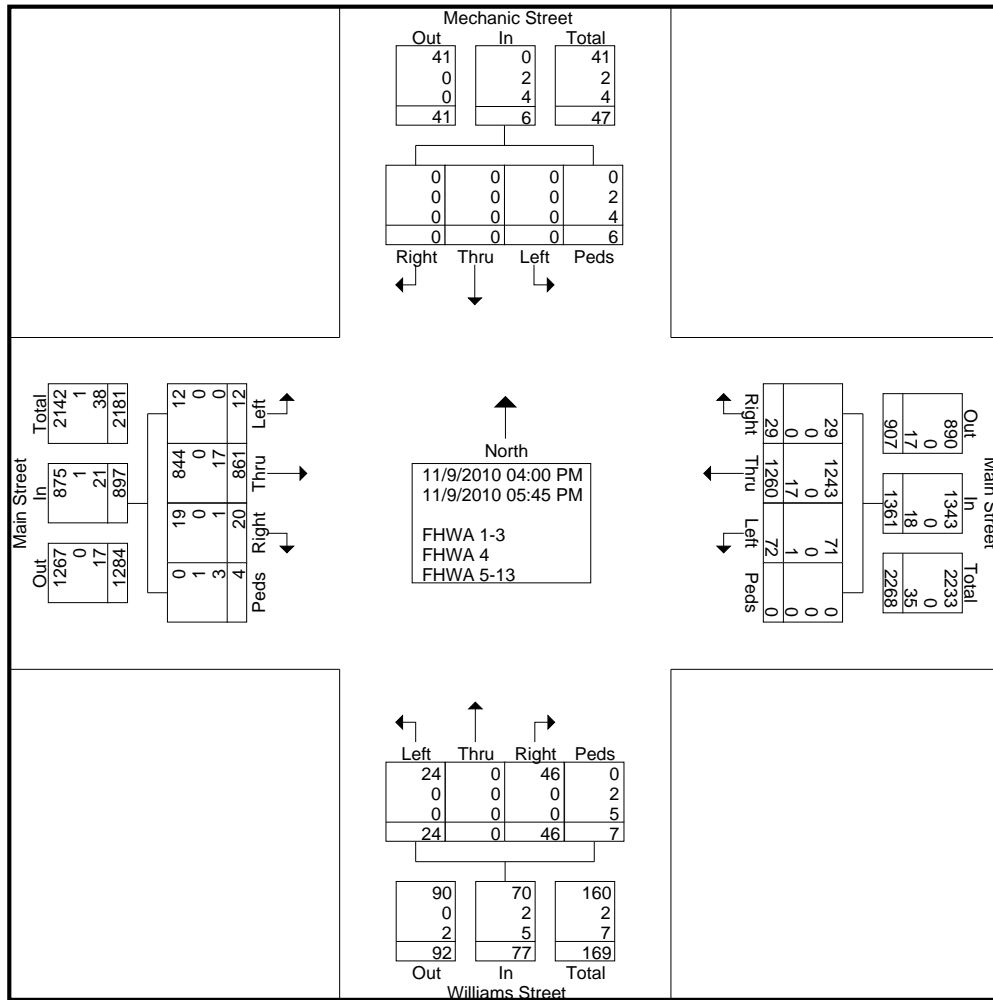 Mechanic Street
Out In Total
41 0 41
0 2 2
0 4 4
41 6 47
0 0 0 0
0 0 0 2
0 0 0 4
0 0 0 6
Right Thru Left Peds
Main Street
Total In Out
2142 875 1267
1 1 0
38 21 17
2181 897 1284
Left Thru Right Peds
12 844 19 0
0 0 0 1
0 17 1 3
12 861 20 4
North
11/9/2010 04:00 PM
11/9/2010 05:45 PM
FHWA 1-3
FHWA 4
FHWA 5-13
Right Thru Left Peds
29 1243 71 0
0 0 0 0
0 17 1 0
29 1260 72 0
Main Street
Out In Total
890 1343 2233
0 0 0
17 18 35
907 1361 2268
Left Thru Right Peds
24 0 46 0
0 0 0 2
0 0 0 5
24 0 46 7
90 70 160
0 2 2
2 5 7
92 77 169
Out In Total
Williams Street